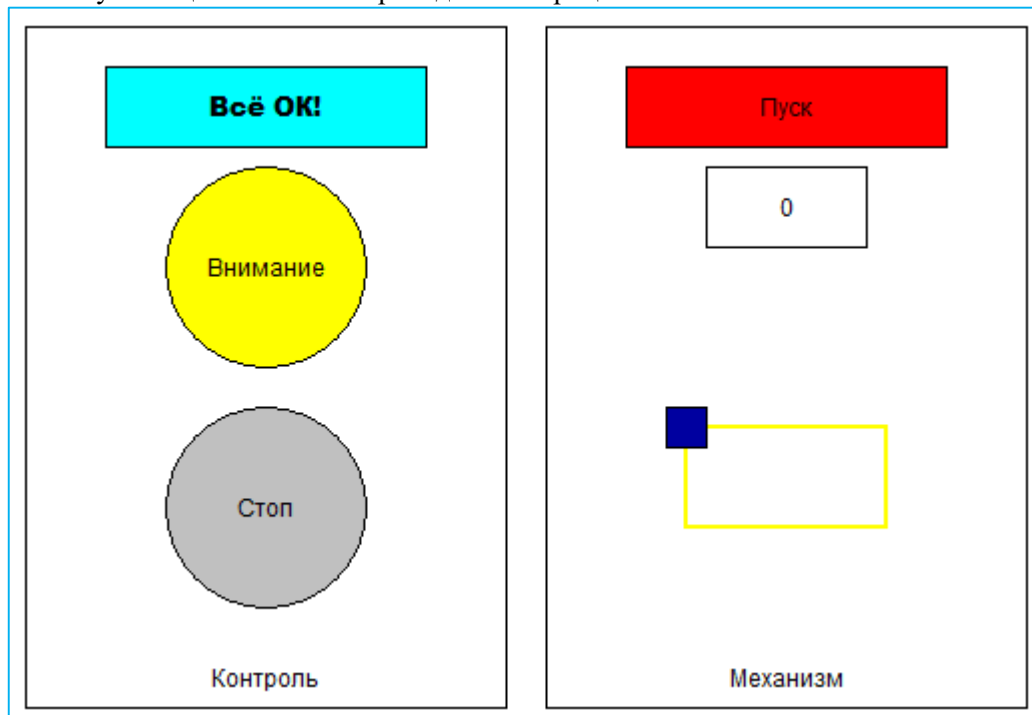 Всё ОК!
Внимание
Стоп
Контроль
Пуск
0
Механизм